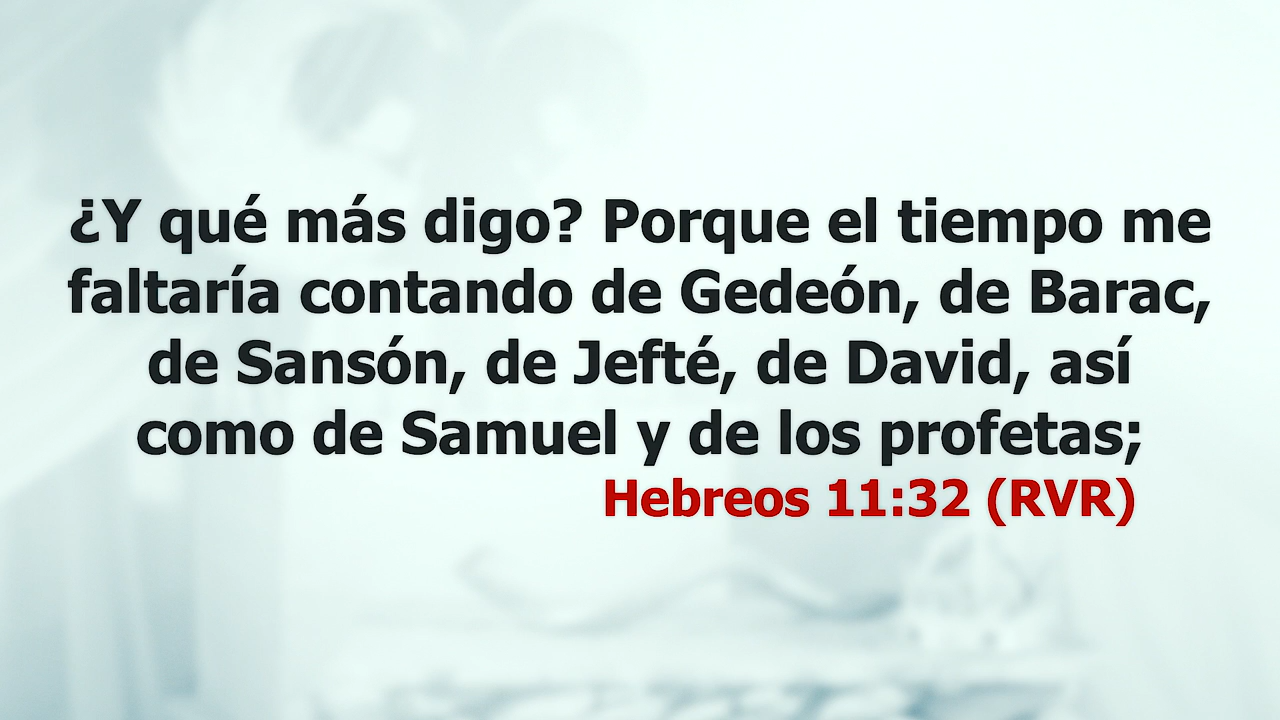 ¿Y qué más digo? Porque el tiempo me
faltaría contando de Gedeón, de Barac,
de Sansón, de Jefté, de David, así
como de Samuel y de los profetas;
Hebreos 11:32 (RVR)